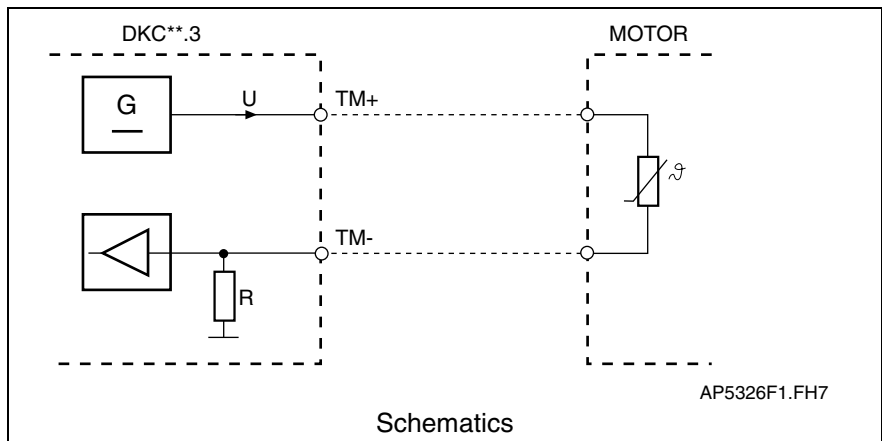 DKC**.3
MOTOR
G
U
TM+
ϑ
TM-
R
AP5326F1.FH7
Schematics